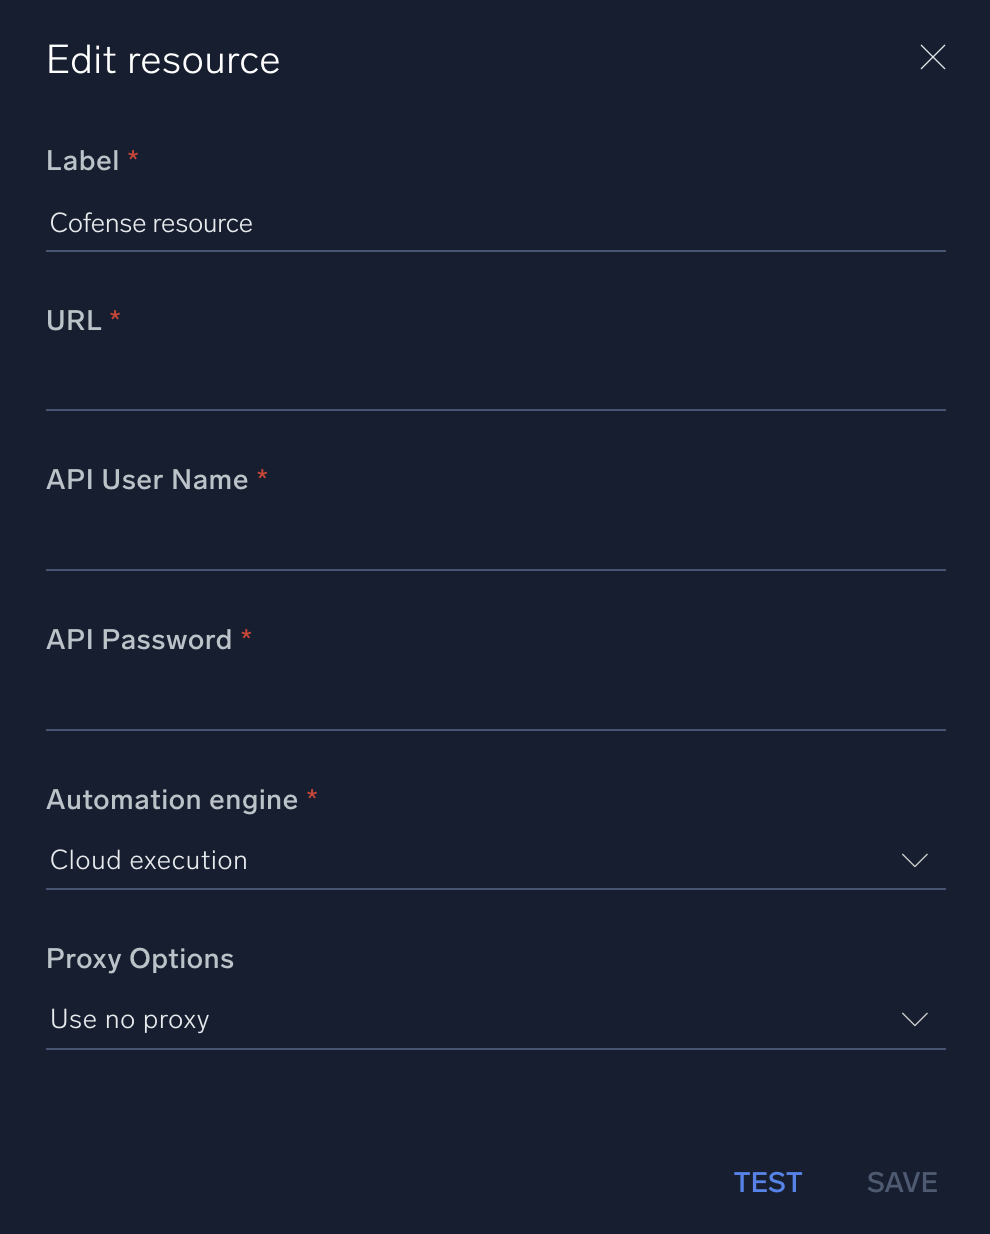 Edit resource
Label *
Cofense resource
URL *
API User Name *
API Password *
Automation engine *
Cloud execution
Proxy Options
Use no proxy
TEST SAVE